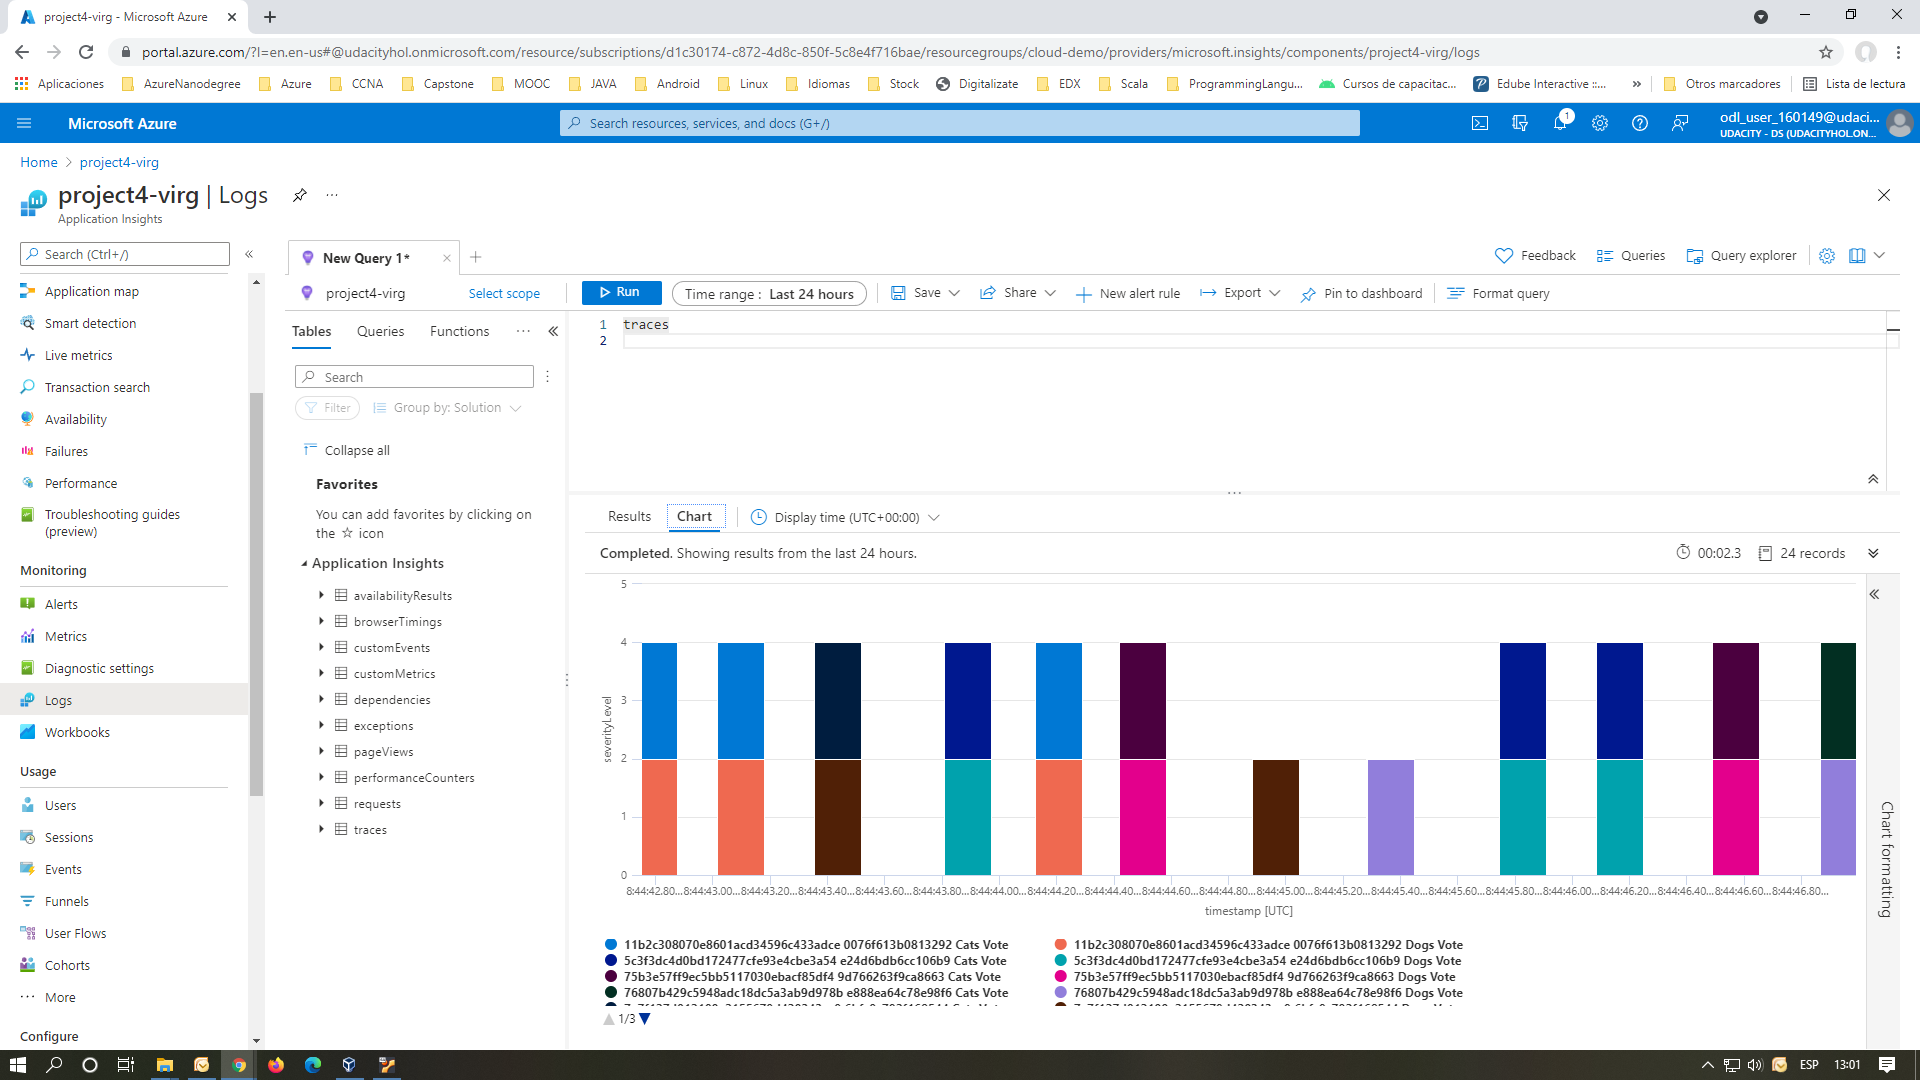 project4-virg - Microsoft Azure
portal.azure.com/?l=en.en-us#@udacityhol.onmicrosoft.com/resource/subscriptions/d1c30174-c872-4d8c-850f-5c8e4f716bae/resourcegroups/cloud-demo/providers/microsoft.insights/components/project4-virg/logs
Aplicaciones AzureNanodegree Azure CCNA Capstone MOOC JAVA Android Linux Idiomas Stock Digitalizate EDX Scala ProgrammingLangu... Cursos de capacitac... Edube Interactive ::... » Otros marcadores Lista de lectura
Microsoft Azure
Search resources, services, and docs (G+/)
1
odl_user_160149@udaci...
UDACITY - DS (UDACITYHOL.ON...
Home > project4-virg
project4-virg | Logs
Application Insights
Search (Ctrl+/)
Application map
Smart detection
Live metrics
Transaction search
Availability
Failures
Performance
Troubleshooting guides
(preview)
Monitoring
Alerts
Metrics
Diagnostic settings
Logs
Workbooks
Usage
Users
Sessions
Events
Funnels
User Flows
Cohorts
More
Configure
New Query 1*
Feedback Queries Query explorer
project4-virg Select scope
Run Time range : Last 24 hours Save Share New alert rule Export Pin to dashboard Format query
Tables Queries Functions
Search
Filter Group by: Solution
Collapse all
Favorites
You can add favorites by clicking on
the ☆ icon
Application Insights
availabilityResults
browserTimings
customEvents
customMetrics
dependencies
exceptions
pageViews
performanceCounters
requests
traces
1 traces
2
Results Chart Display time (UTC+00:00)
Completed. Showing results from the last 24 hours.
00:02.3 24 records
5
4
3
2
1
0
severityLevel
8:44:42.80... 8:44:43.00... 8:44:43.20... 8:44:43.40... 8:44:43.60... 8:44:43.80... 8:44:44.00... 8:44:44.20... 8:44:44.40... 8:44:44.60... 8:44:44.80... 8:44:45.00... 8:44:45.20... 8:44:45.40... 8:44:45.60... 8:44:45.80... 8:44:46.00... 8:44:46.20... 8:44:46.40... 8:44:46.60... 8:44:46.80...
timestamp [UTC]
Chart formatting
11b2c308070e8601acd34596c433adce 0076f613b0813292 Cats Vote
11b2c308070e8601acd34596c433adce 0076f613b0813292 Dogs Vote
5c3f3dc4d0bd172477cfe93e4cbe3a54 e24d6bdb6cc106b9 Cats Vote
5c3f3dc4d0bd172477cfe93e4cbe3a54 e24d6bdb6cc106b9 Dogs Vote
75b3e57ff9ec5bb5117030ebacf85df4 9d766263f9ca8663 Cats Vote
75b3e57ff9ec5bb5117030ebacf85df4 9d766263f9ca8663 Dogs Vote
76807b429c5948adc18dc5a3ab9d978b e888ea64c78e98f6 Cats Vote
76807b429c5948adc18dc5a3ab9d978b e888ea64c78e98f6 Dogs Vote
1/3
ESP 13:01